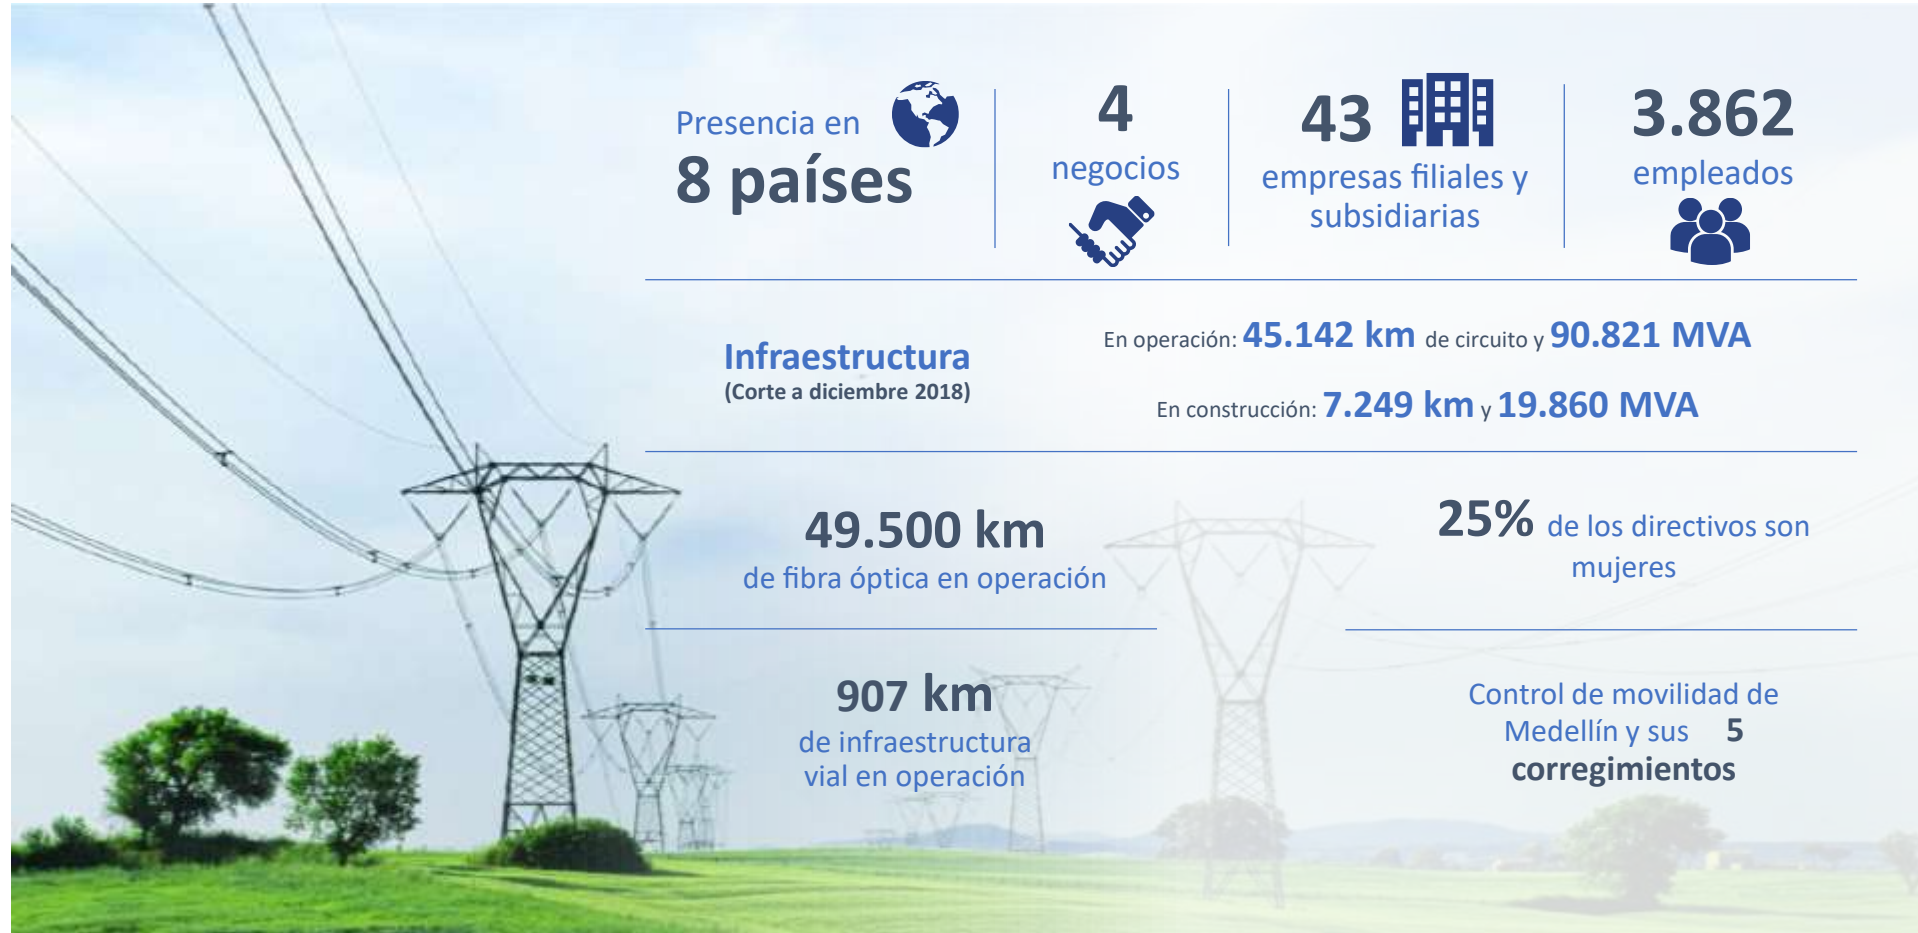 Presencia en
8 países
4
negocios
43
empresas filiales y
subsidiarias
3.862
empleados
Infraestructura
(Corte a diciembre 2018)
En operación: 45.142 km de circuito y 90.821 MVA
En construcción: 7.249 km y 19.860 MVA
49.500 km
de fibra óptica en operación
25% de los directivos son
mujeres
907 km
de infraestructura
vial en operación
Control de movilidad de
Medellín y sus 5
corregimientos